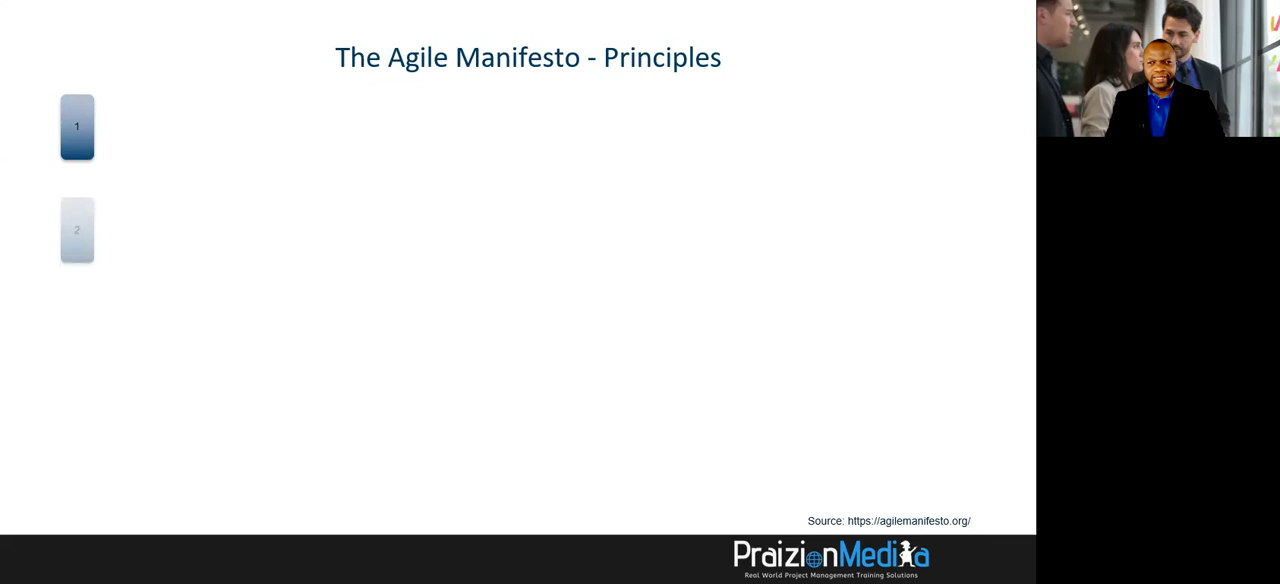 The Agile Manifesto - Principles
1
2
Source: https://agilemanifesto.org/
PraizionMedia
Real World Project Management Training Solutions